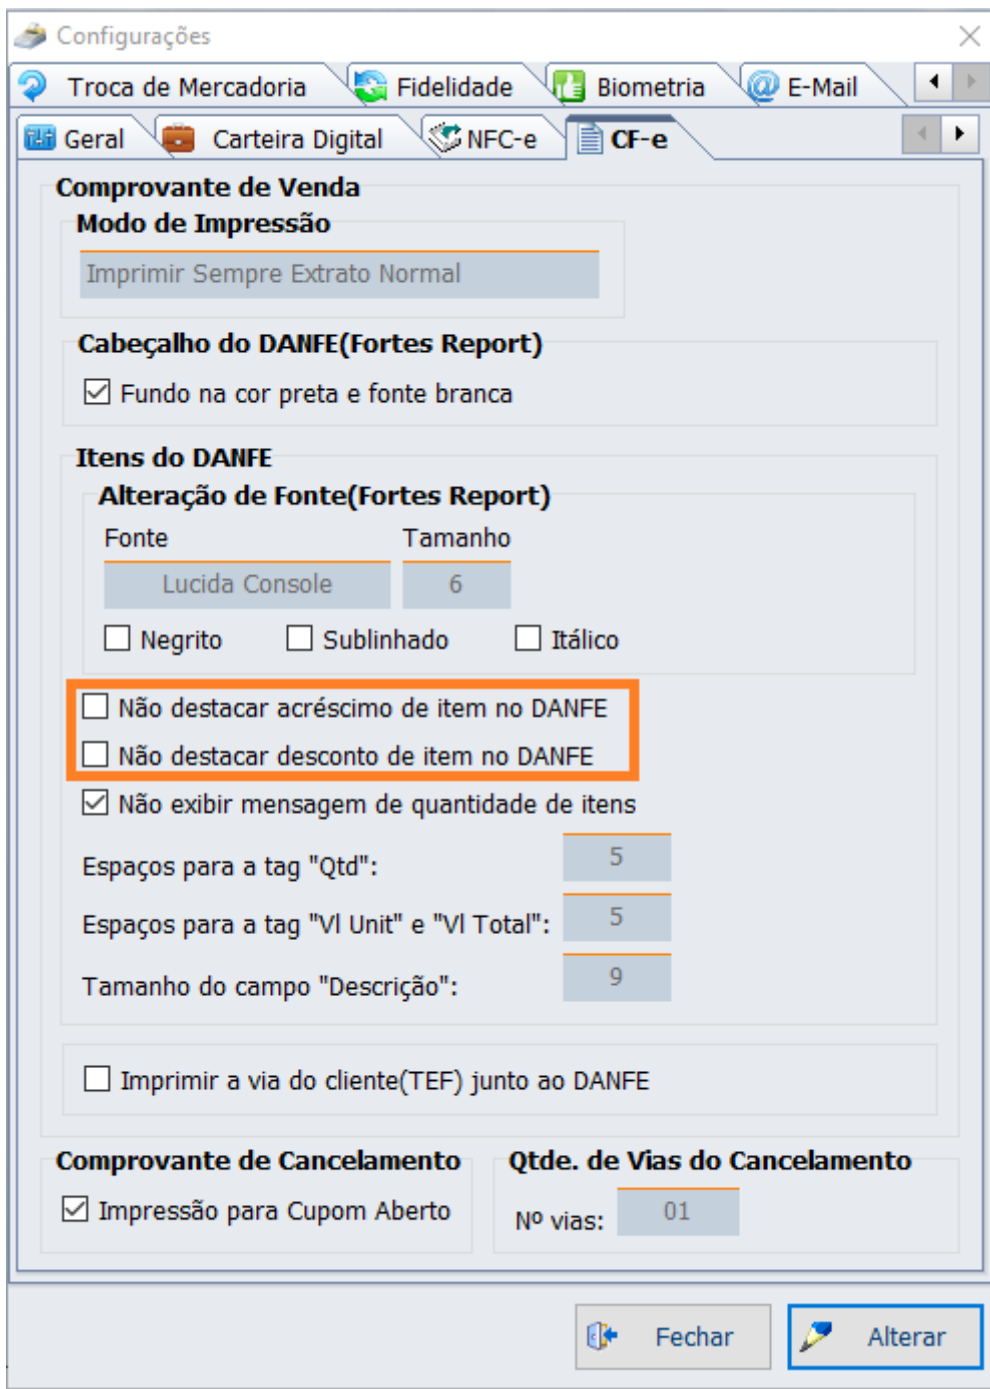 Configurações
Troca de Mercadoria Fidelidade Biometria E-Mail
Geral Carteira Digital NFC-e CF-e
Comprovante de Venda
Modo de Impressão
Imprimir Sempre Extrato Normal
Cabeçalho do DANFE(Fortes Report)
Fundo na cor preta e fonte branca
Itens do DANFE
Alteração de Fonte(Fortes Report)
Fonte Tamanho
Lucida Console 6
Negrito Sublinhado Itálico
Não destacar acréscimo de item no DANFE
Não destacar desconto de item no DANFE
Não exibir mensagem de quantidade de itens
Espaços para a tag "Qtd": 5
Espaços para a tag "Vl Unit" e "Vl Total": 5
Tamanho do campo "Descrição": 9
Imprimir a via do cliente(TEF) junto ao DANFE
Comprovante de Cancelamento Qtde. de Vias do Cancelamento
Impressão para Cupom Aberto Nº vias: 01
Fechar Alterar